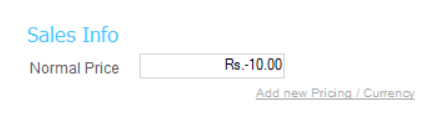 Sales Info
Normal Price Rs.-10.00
Add new Pricing / Currency